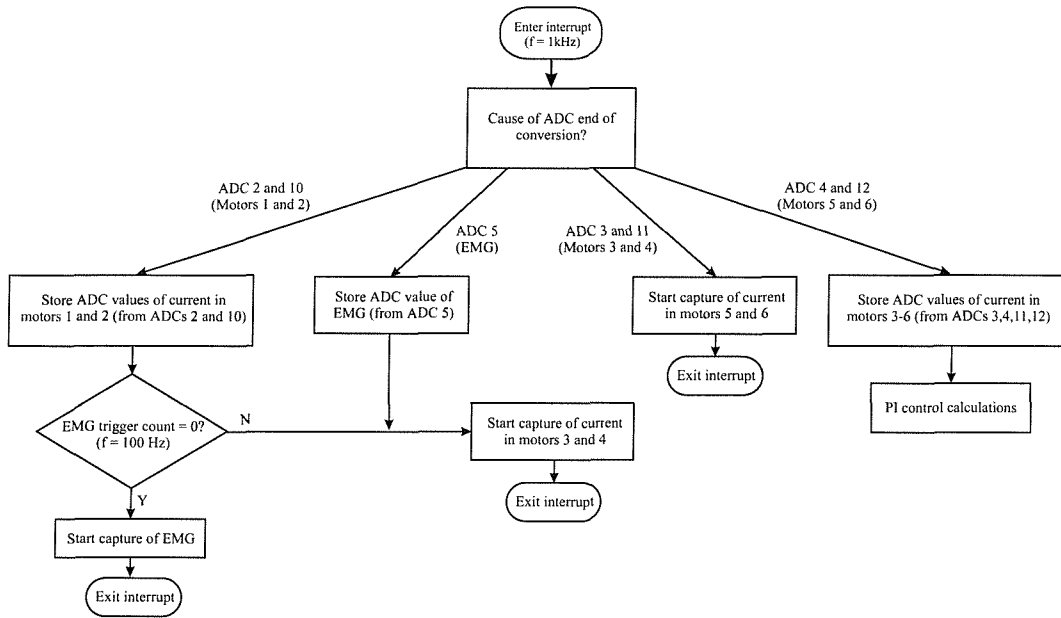 Enter interrupt
(f = 1kHz)
Cause of ADC end of
conversion?
ADC 2 and 10
(Motors 1 and 2)
ADC 5
(EMG)
ADC 3 and 11
(Motors 3 and 4)
ADC 4 and 12
(Motors 5 and 6)
Store ADC values of current in
motors 1 and 2 (from ADCs 2 and 10)
Store ADC value of
EMG (from ADC 5)
Start capture of current
in motors 5 and 6
Store ADC values of current in
motors 3-6 (from ADCs 3,4,11,12)
Exit interrupt
PI control calculations
EMG trigger count = 0?
(f = 100 Hz)
N
Start capture of current
in motors 3 and 4
Y
Exit interrupt
Start capture of EMG
Exit interrupt